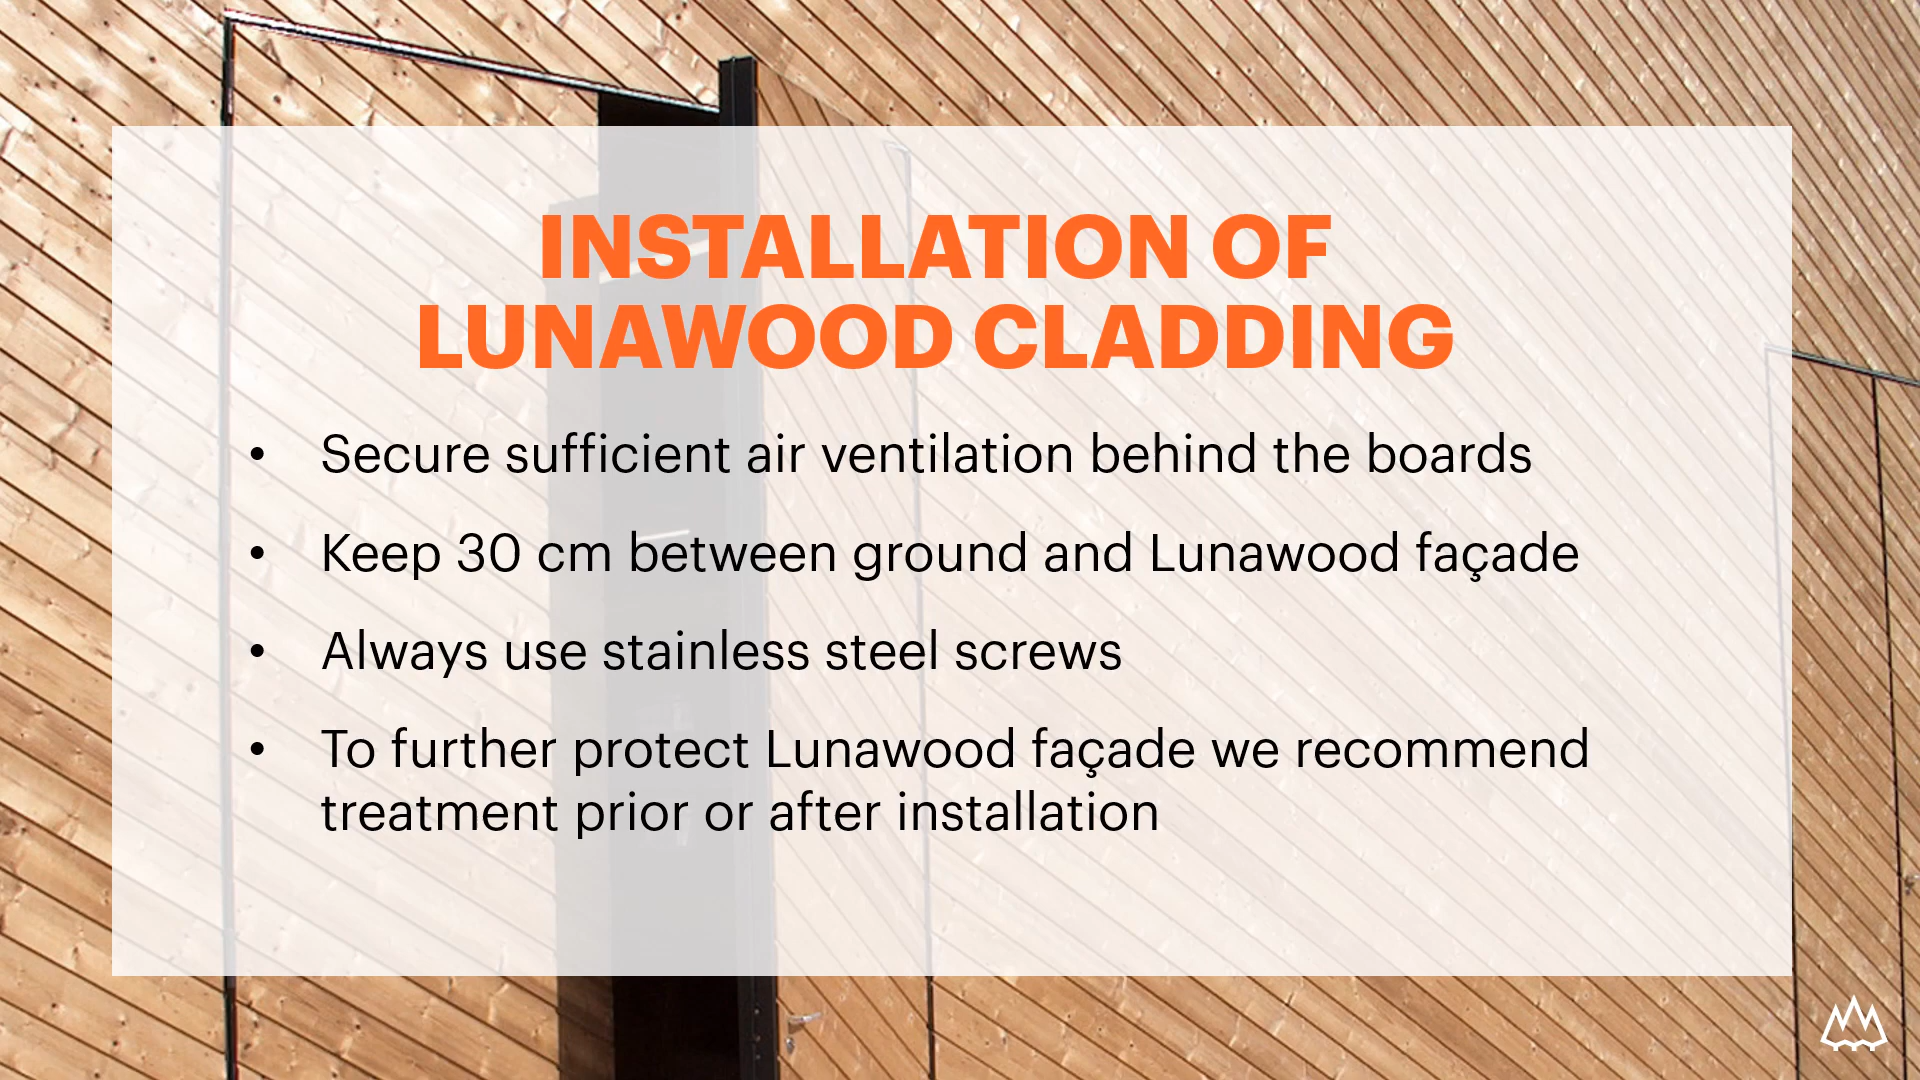 INSTALLATION OF
LUNAWOOD CLADDING
• Secure sufficient air ventilation behind the boards
• Keep 30 cm between ground and Lunawood façade
• Always use stainless steel screws
• To further protect Lunawood façade we recommend
treatment prior or after installation